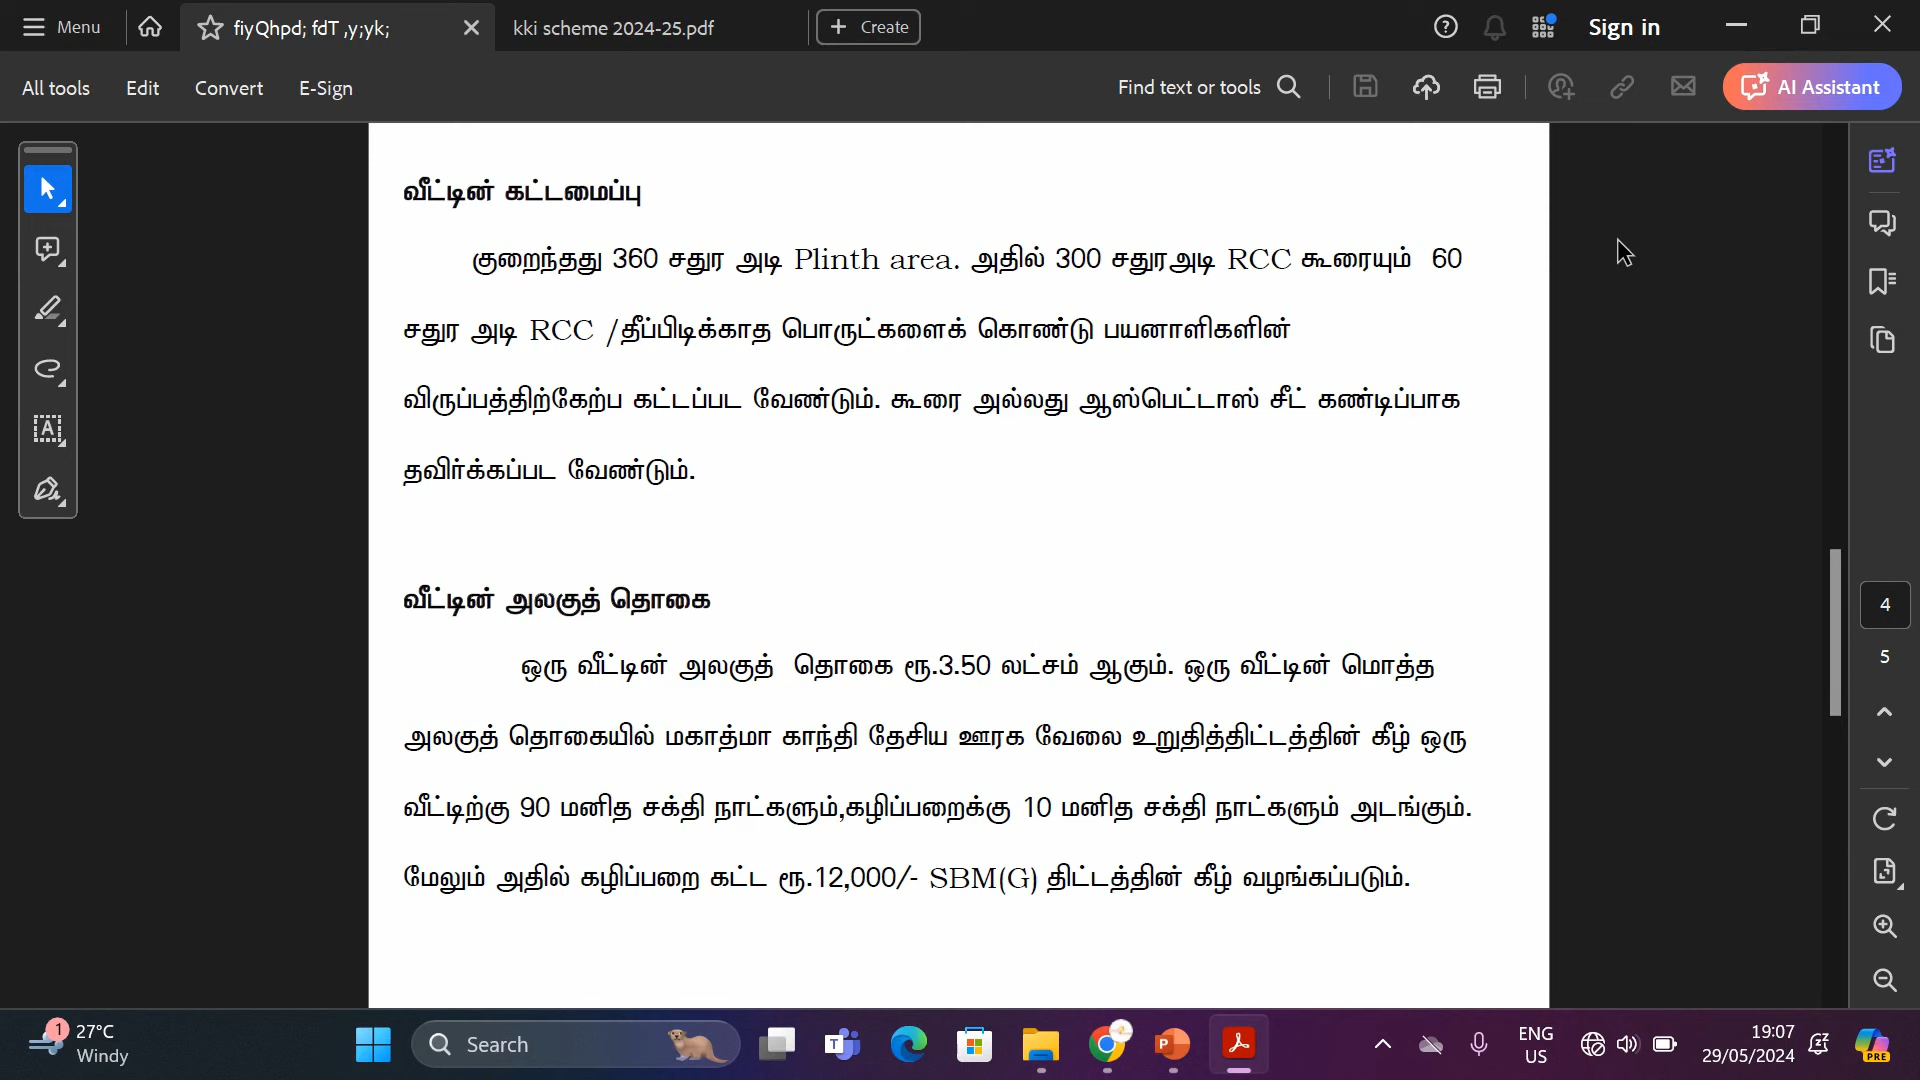 Menu
fiyQhpd; fdT ,y;yk;
kki scheme 2024-25.pdf
+ Create
Sign in
All tools
Edit
Convert
E-Sign
Find text or tools
AI Assistant
வீட்டின் கட்டமைப்பு
குறைந்தது 360 சதுர அடி Plinth area. அதில் 300 சதுரஅடி RCC கூரையும் 60
சதுர அடி RCC /தீப்பிடிக்காத பொருட்களைக் கொண்டு பயனாளிகளின்
விருப்பத்திற்கேற்ப கட்டப்பட வேண்டும். கூரை அல்லது ஆஸ்பெட்டாஸ் சீட் கண்டிப்பாக
தவிர்க்கப்பட வேண்டும்.
வீட்டின் அலகுத் தொகை
ஒரு வீட்டின் அலகுத் தொகை ரூ.3.50 லட்சம் ஆகும். ஒரு வீட்டின் மொத்த
அலகுத் தொகையில் மகாத்மா காந்தி தேசிய ஊரக வேலை உறுதித்திட்டத்தின் கீழ் ஒரு
வீட்டிற்கு 90 மனித சக்தி நாட்களும்,கழிப்பறைக்கு 10 மனித சக்தி நாட்களும் அடங்கும்.
மேலும் அதில் கழிப்பறை கட்ட ரூ.12,000/- SBM(G) திட்டத்தின் கீழ் வழங்கப்படும்.
4
5
1
27°C
Windy
Search
ENG
US
19:07
29/05/2024
PRE